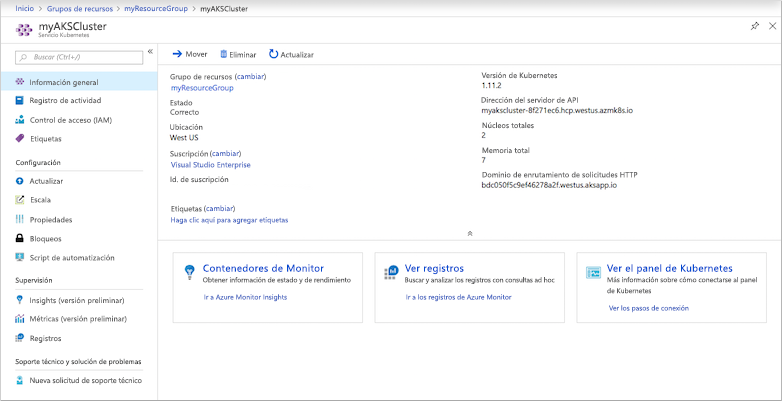 Inicio > Grupos de recursos > myResourceGroup > myAKSCluster
myAKSCluster
Servicio Kubernetes
Buscar (Ctrl+/)
Información general
Registro de actividad
Control de acceso (IAM)
Etiquetas
Configuración
Actualizar
Escala
Propiedades
Bloqueos
Script de automatización
Supervisión
Insights (versión preliminar)
Métricas (versión preliminar)
Registros
Soporte técnico y solución de problemas
Nueva solicitud de soporte técnico
Mover Eliminar Actualizar
Grupo de recursos (cambiar)
myResourceGroup
Estado
Correcto
Ubicación
West US
Suscripción (cambiar)
Visual Studio Enterprise
Id. de suscripción
Etiquetas (cambiar)
Haga clic aquí para agregar etiquetas
Versión de Kubernetes
1.11.2
Dirección del servidor de API
myakscluster-8f271ec6.hcp.westus.azmk8s.io
Núcleos totales
2
Memoria total
7
Dominio de enrutamiento de solicitudes HTTP
bdc050f5c9ef46278a2f.westus.aksapp.io
Contenedores de Monitor
Obtener información de estado y de rendimiento
Ir a Azure Monitor Insights
Ver registros
Buscar y analizar los registros con consultas ad hoc
Ir a los registros de Azure Monitor
Ver el panel de Kubernetes
Más información sobre cómo conectarse al panel
de Kubernetes
Ver los pasos de conexión